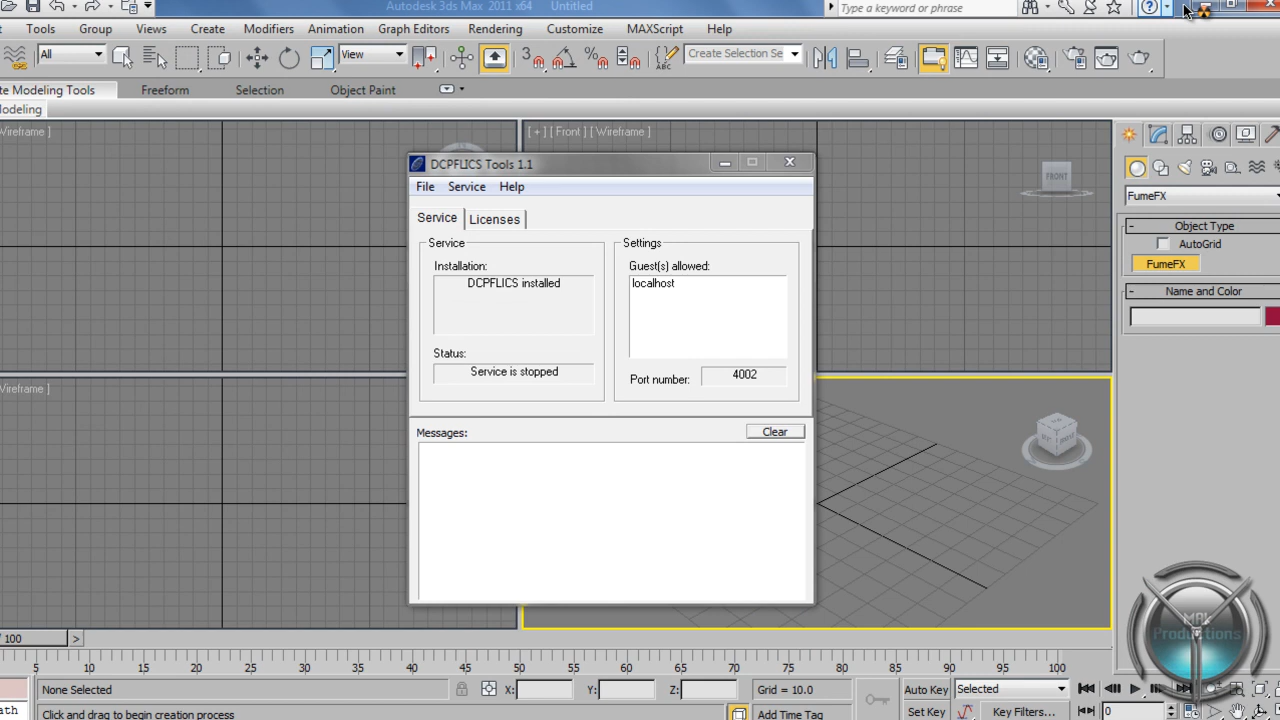 Autodesk 3ds Max 2011 x64 Untitled
Type a keyword or phrase
Tools Group Views Create Modifiers Animation Graph Editors Rendering Customize MAXScript Help
All View 3 Create Selection Se
te Modeling Tools Freeform Selection Object Paint
Modeling
Wireframe ] [ + ] [ Front ] [ Wireframe ]
FRONT
FumeFX
Object Type
AutoGrid
FumeFX
Name and Color
DCPFLICS Tools 1.1
File Service Help
Service Licenses
Service
Installation:
DCPFLICS installed
Status:
Service is stopped
Settings
Guest(s) allowed:
localhost
Port number: 4002
Messages: Clear
Wireframe ]
MAK
Productions
/ 100 >
5 10 15 20 25 30 35 40 45 50 55 60 65 70 75 80 85 90 95 100
None Selected X: Y: Z: Grid = 10.0 Auto Key Selected
ath Click and drag to begin creation process Add Time Tag Set Key Key Filters... 0